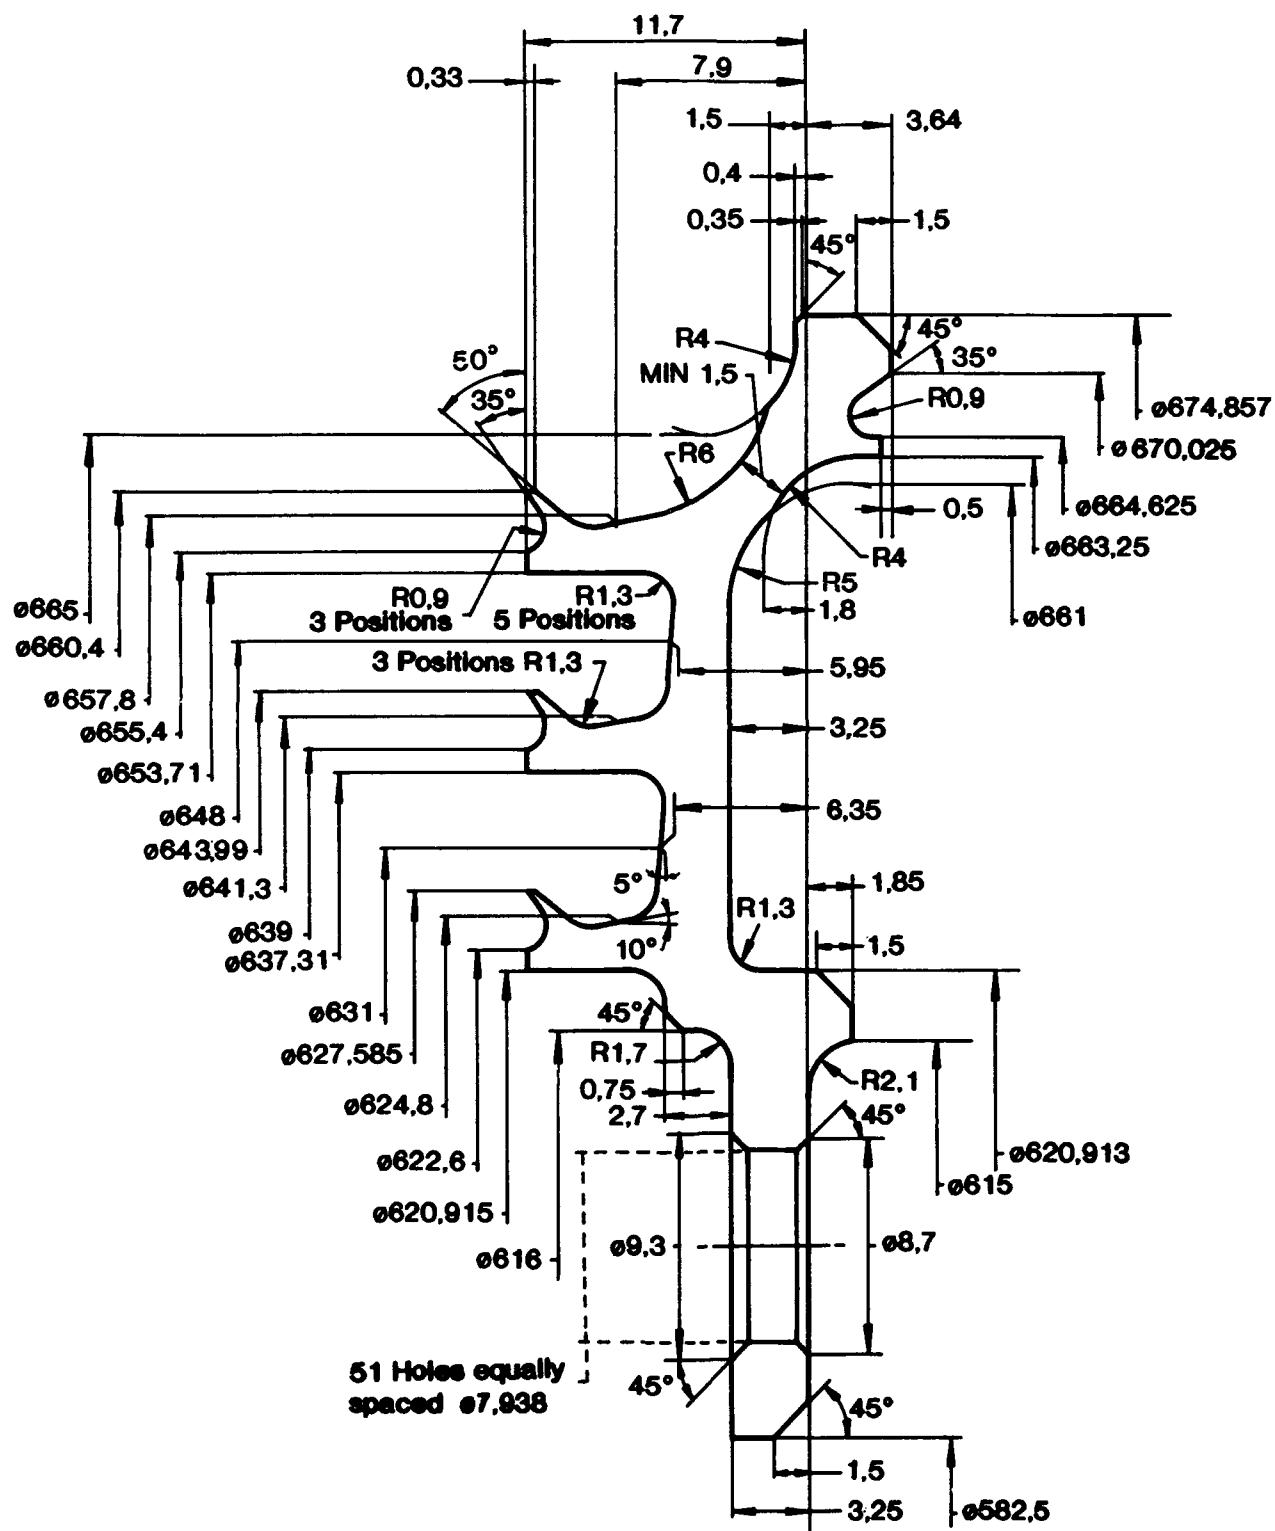 11,7
0,33
7,9
1,5
3,64
0,4
0,35
1,5
45°
R4
45°
50°
MIN 1,5
35°
35°
R0,9
ø674,857
R6
ø670,025
0,5
ø664,625
R4
ø663,25
R5
R0,9
R1,3
ø665
3 Positions
5 Positions
1,8
ø661
ø660,4
3 Positions R1,3
5,95
ø657,8
ø655,4
3,25
ø653,71
ø648
6,35
ø643,99
ø641,3
5°
1,85
R1,3
ø639
10°
1,5
ø637,31
ø631
45°
ø627,585
R1,7
0,75
R2,1
ø624,8
2,7
45°
ø622,6
ø620,913
ø615
ø620,915
ø616
ø9,3
ø8,7
51 Holes equally
spaced ø7,938
45°
45°
1,5
3,25
ø582,5